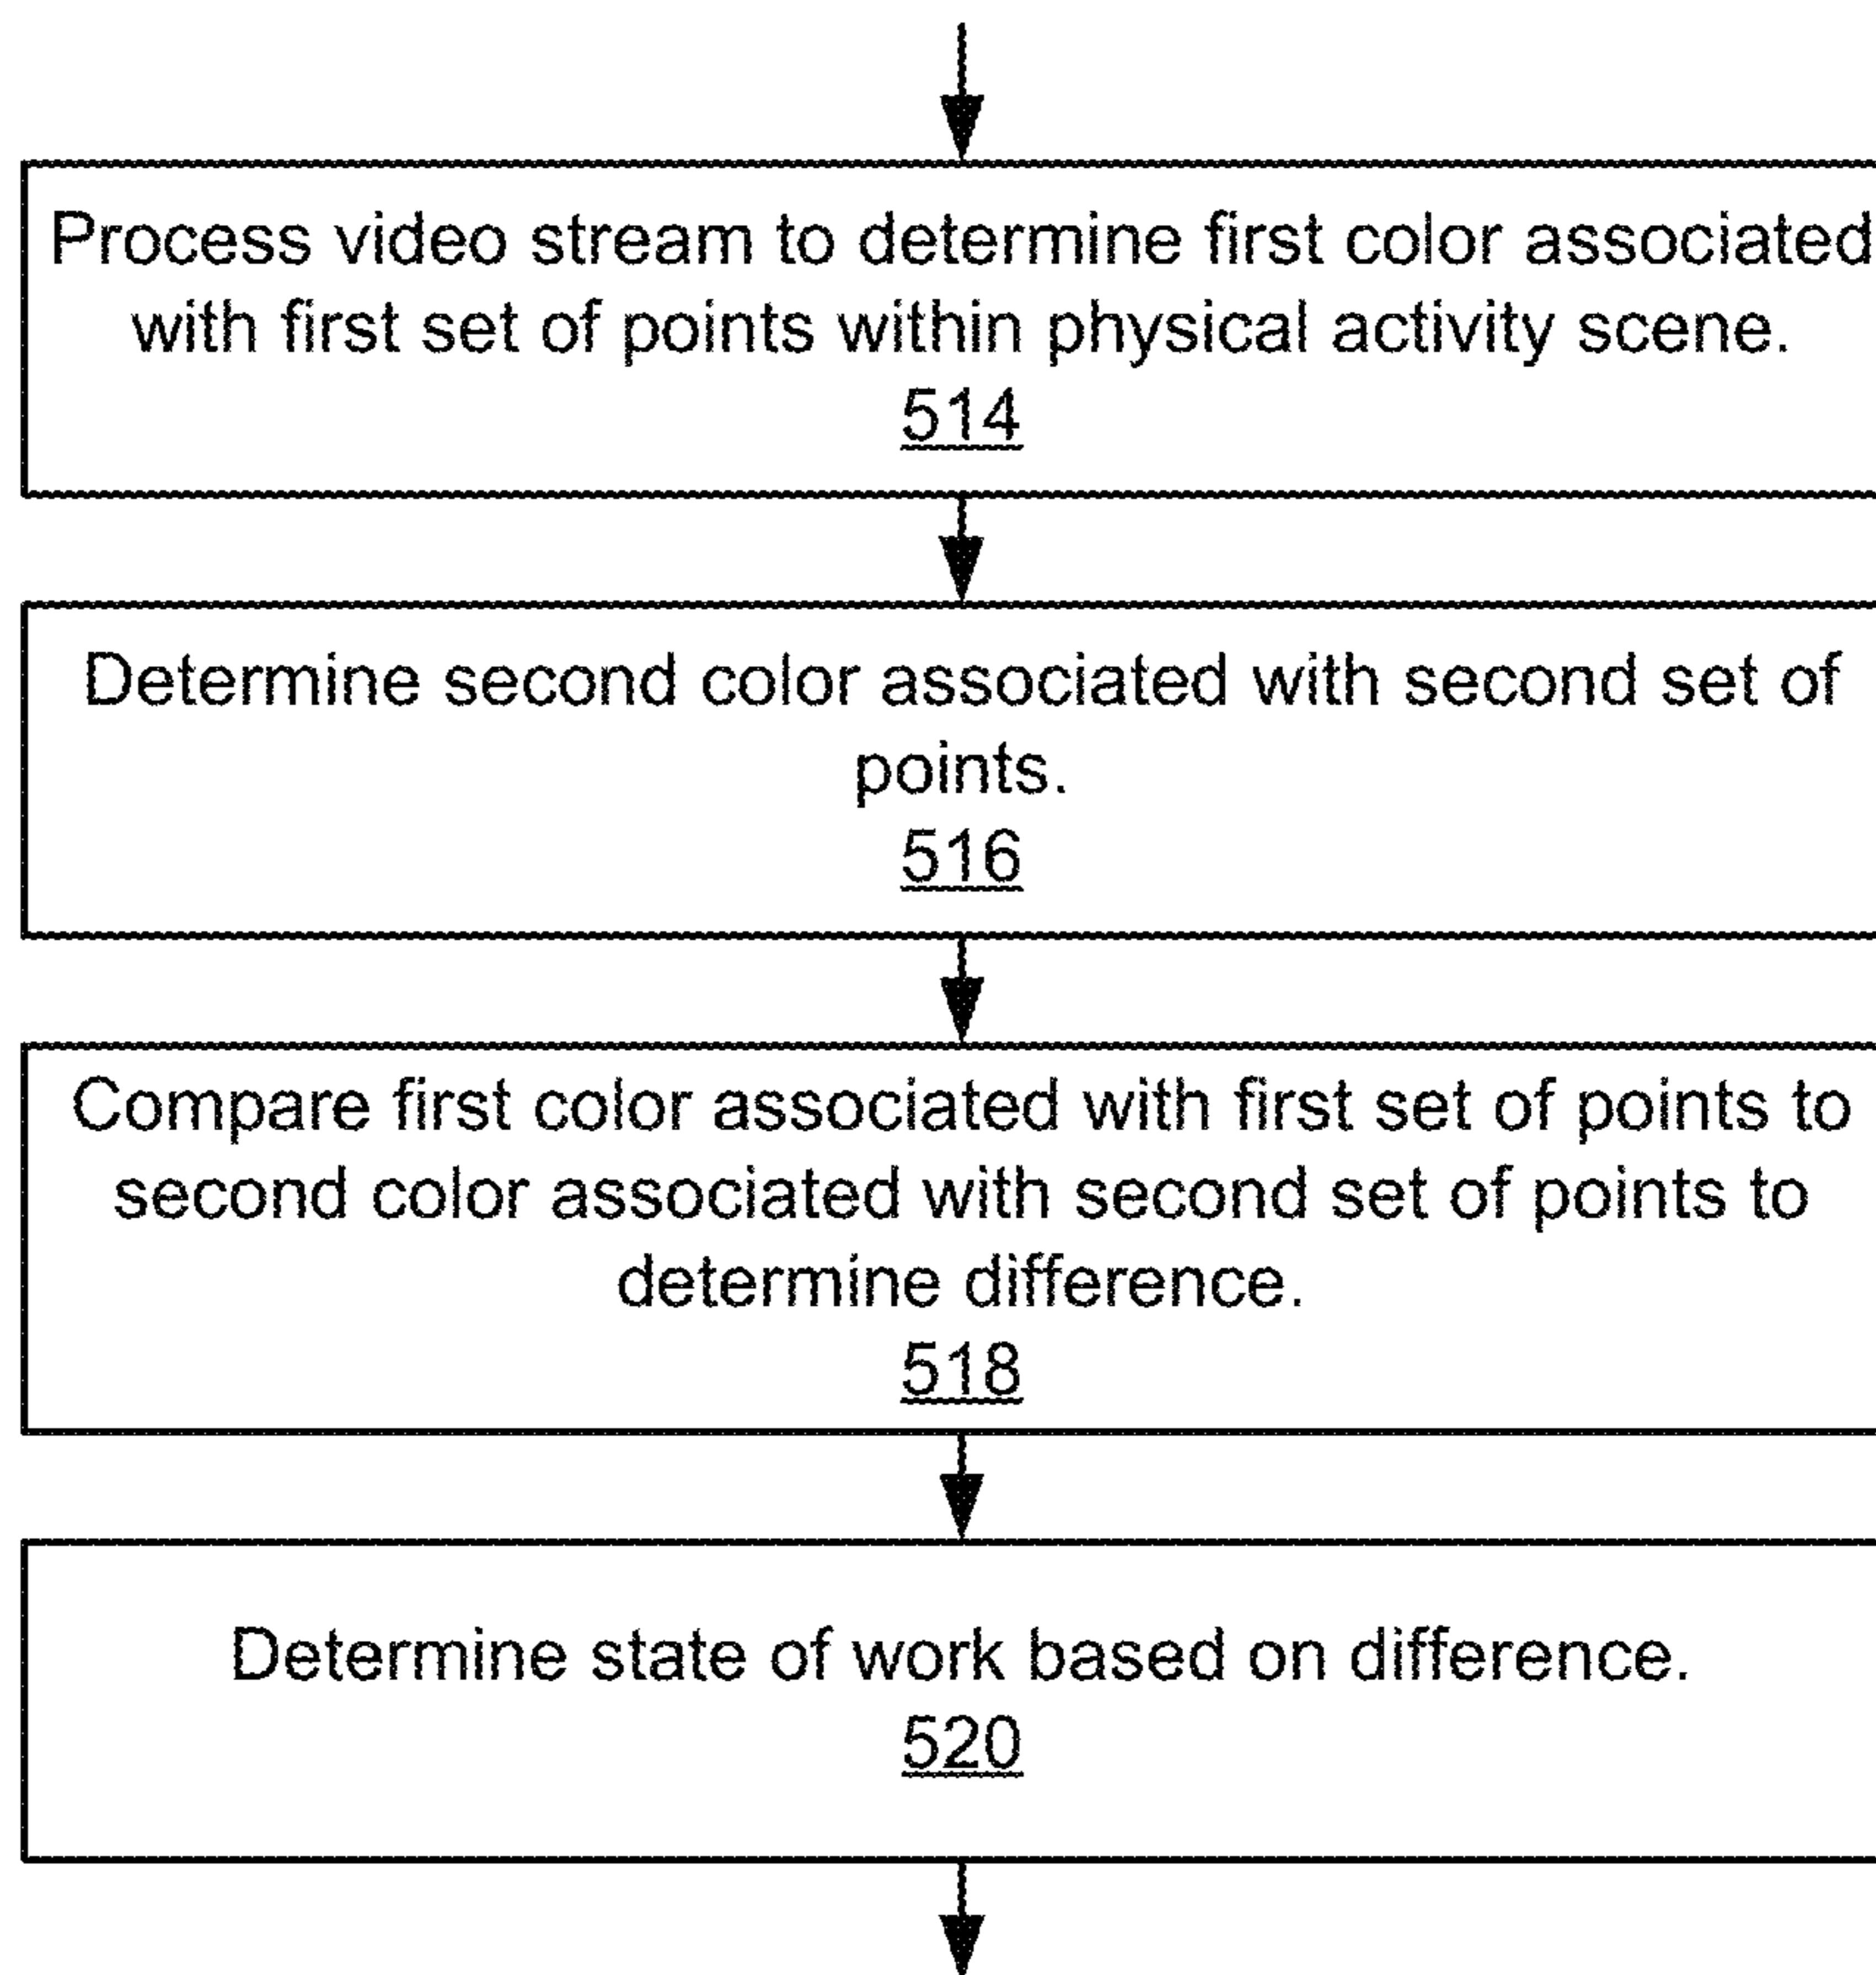 Process video stream to determine first color associated
with first set of points within physical activity scene.
514
Determine second color associated with second set of
points.
516
Compare first color associated with first set of points to
second color associated with second set of points to
determine difference.
518
Determine state of work based on difference.
520